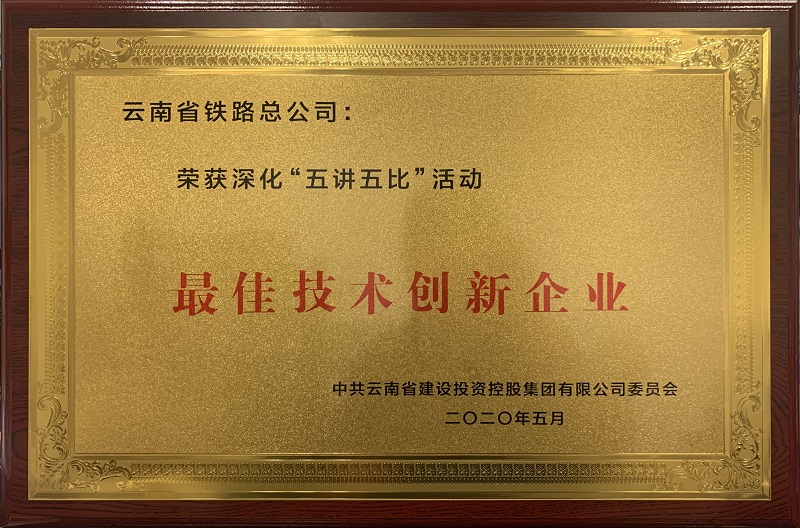 云南省铁路总公司：
荣获深化“五讲五比”活动
最佳技术创新企业
中共云南省建设投资控股集团有限公司委员会
二〇二〇年五月